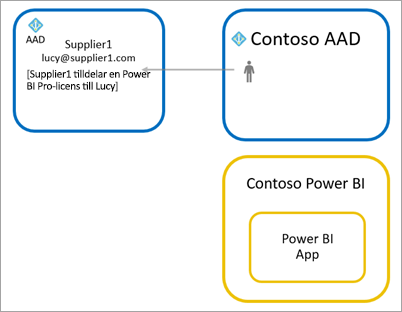 AAD
Supplier1
lucy@supplier1.com
[Supplier1 tilldelar en Power
BI Pro-licens till Lucy]
Contoso AAD
Contoso Power BI
Power BI
App